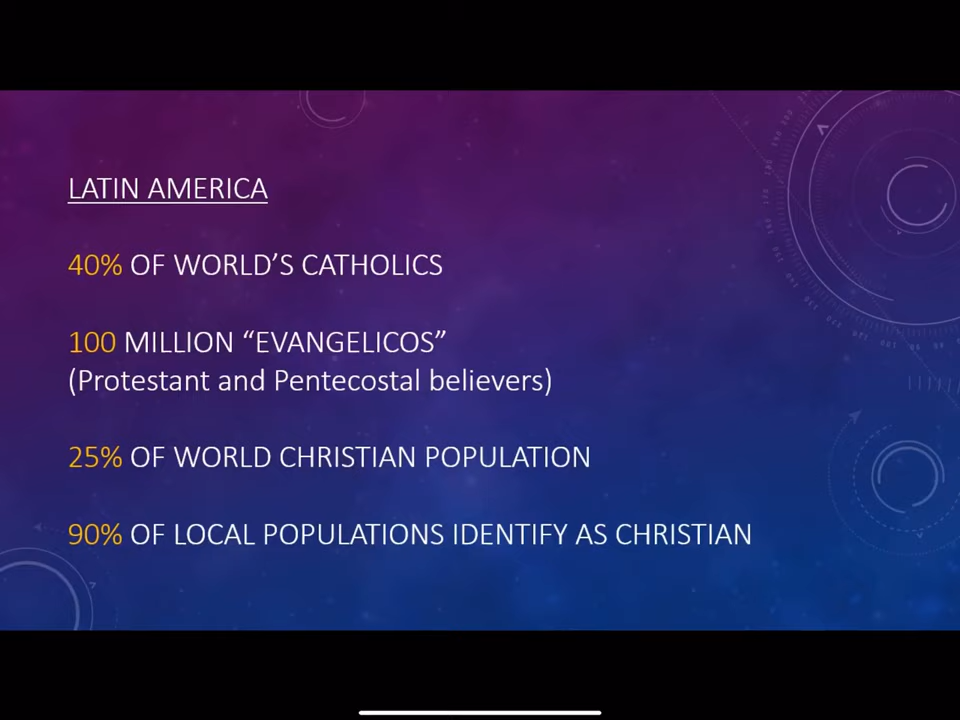 LATIN AMERICA
40% OF WORLD’S CATHOLICS
100 MILLION “EVANGELICOS”
(Protestant and Pentecostal believers)
25% OF WORLD CHRISTIAN POPULATION
90% OF LOCAL POPULATIONS IDENTIFY AS CHRISTIAN